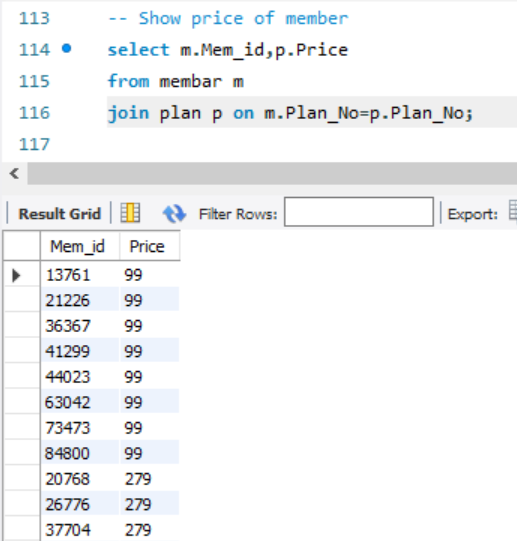 113 -- Show price of member
114 select m.Mem_id,p.Price
115 from membar m
116 join plan p on m.Plan_No=p.Plan_No;
117
Result Grid Filter Rows: Export:
Mem_id Price
13761 99
21226 99
36367 99
41299 99
44023 99
63042 99
73473 99
84800 99
20768 279
26776 279
37704 279